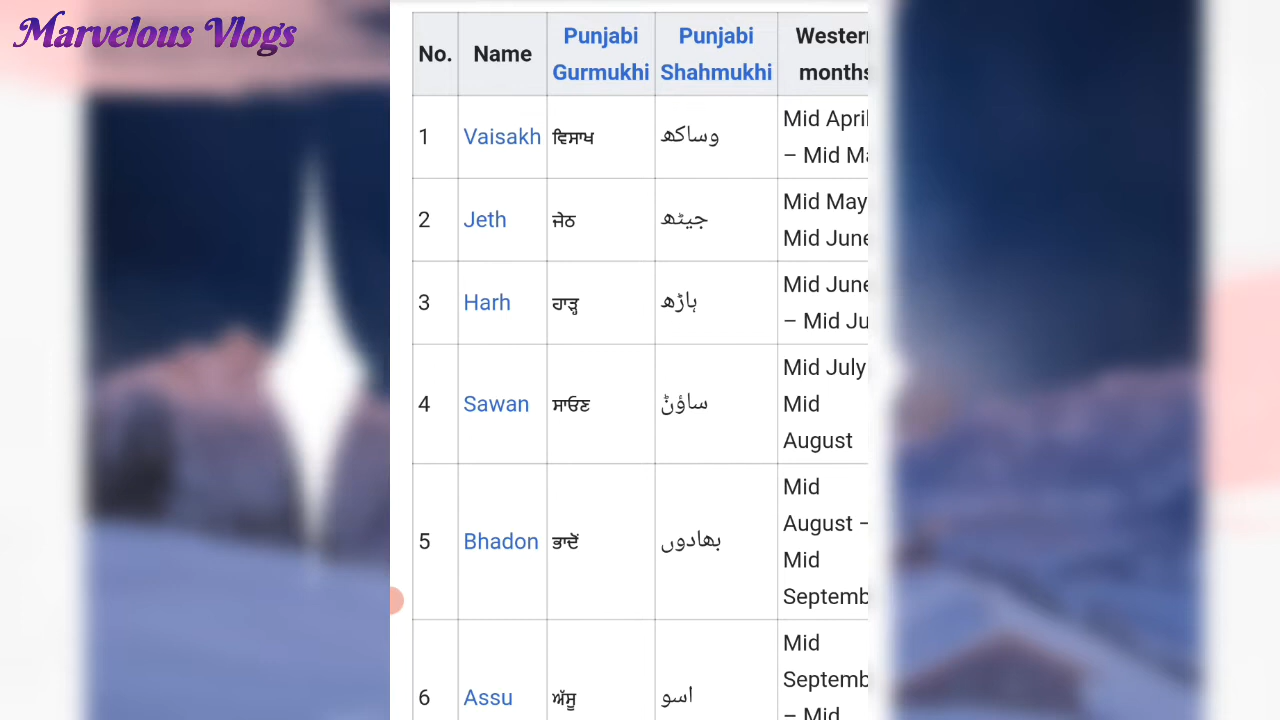 Marvelous Vlogs
No. Name Punjabi Gurmukhi Punjabi Shahmukhi Western months
1 Vaisakh ਵਿਸਾਖ وساکھ Mid April – Mid Ma
2 Jeth ਜੇਠ جیٹھ Mid May Mid June
3 Harh ਹਾੜ੍ਹ ہاڑھ Mid June – Mid Ju
4 Sawan ਸਾਓਣ ساؤݨ Mid July Mid August
5 Bhadon ਭਾਦੋਂ بھادوں Mid August – Mid Septemb
6 Assu ਅੱਸੂ اسو Mid Septemb – Mid